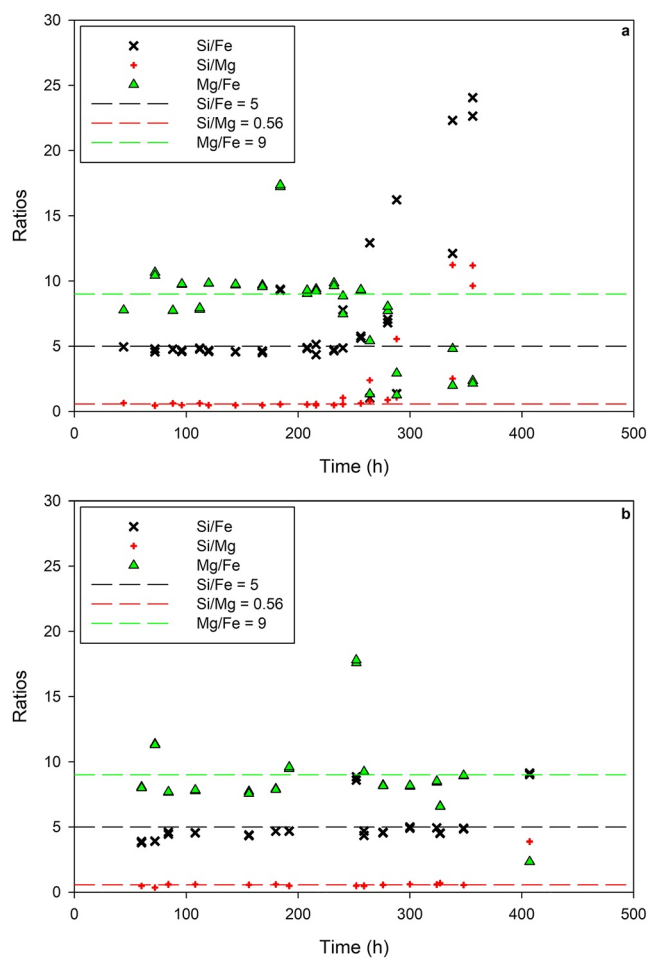 30
a
Si/Fe
Si/Mg
25
Mg/Fe
Si/Fe = 5
Si/Mg = 0.56
Mg/Fe = 9
20
15
Ratios
10
5
0
0 100 200 300 400 500
Time (h)
30
b
Si/Fe
Si/Mg
25
Mg/Fe
Si/Fe = 5
Si/Mg = 0.56
Mg/Fe = 9
20
15
Ratios
10
5
0
0 100 200 300 400 500
Time (h)